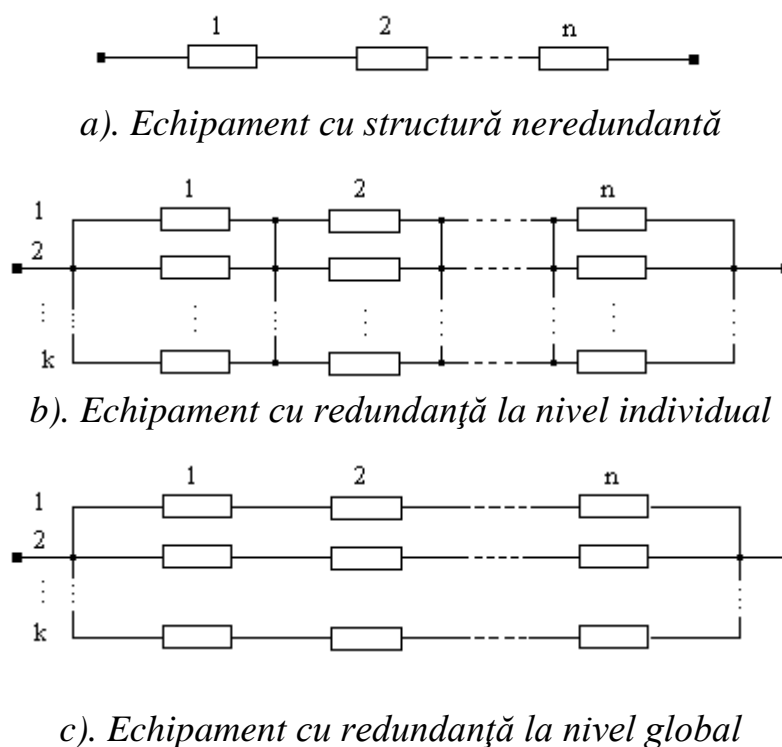 1 2 n
a). Echipament cu structură neredundantă
1 2 n
1
2
k
b). Echipament cu redundanţă la nivel individual
1 2 n
1
2
k
c). Echipament cu redundanţă la nivel global